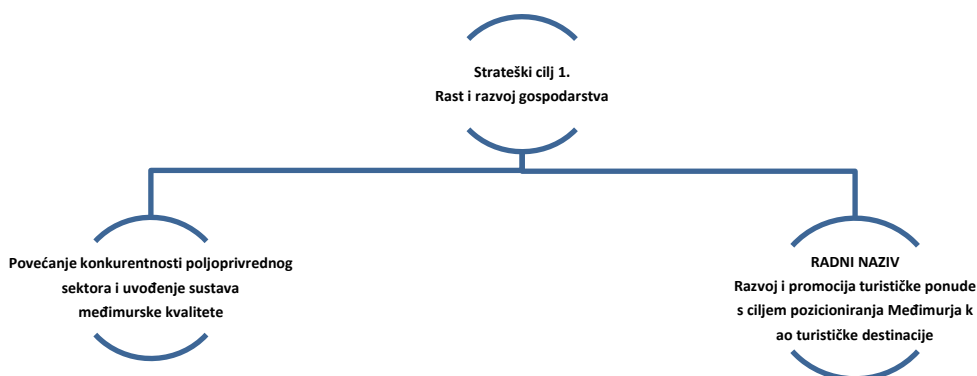 Strateški cilj 1.
Rast i razvoj gospodarstva
Povećanje konkurentnosti poljoprivrednog
sektora i uvođenje sustava
međimurske kvalitete
RADNI NAZIV
Razvoj i promocija turističke ponude
s ciljem pozicioniranja Međimurja k
ao turističke destinacije